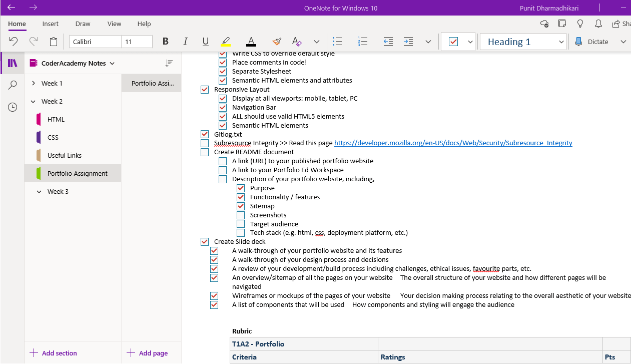 OneNote for Windows 10
Punit Dharmadhikari
Home Insert Draw View Help
Sha
Calibri 11 B I U A Heading 1 Dictate
CoderAcademy Notes
Week 1
Week 2
HTML
CSS
Useful Links
Portfolio Assignment
Week 3
Add section
Portfolio Assi...
Add page
Write CSS to override default style
Place comments in code!
Separate Stylesheet
Semantic HTML elements and attributes
Responsive Layout
Display at all viewports: mobile, tablet, PC
Navigation Bar
ALL should use valid HTML5 elements
Semantic HTML elements
Gitlog.txt
Subresource Integrity >> Read this page https://developer.mozilla.org/en-US/docs/Web/Security/Subresource_Integrity
Create README document
A link (URL) to your published portfolio website
A link to your Portfolio Ed Workspace
Description of your portfolio website, including,
Purpose
Functionality / features
Sitemap
Screenshots
Target audience
Tech stack (e.g. html, css, deployment platform, etc.)
Create Slide deck
A walk-through of your portfolio website and its features
A walk-through of your design process and decisions
A review of your development/build process including challenges, ethical issues, favourite parts, etc.
An overview/sitemap of all the pages on your website The overall structure of your website and how different pages will be
navigated
Wireframes or mockups of the pages of your website Your decision making process relating to the overall aesthetic of your website
A list of components that will be used How components and styling will engage the audience
Rubric
T1A2 - Portfolio
Criteria Ratings Pts